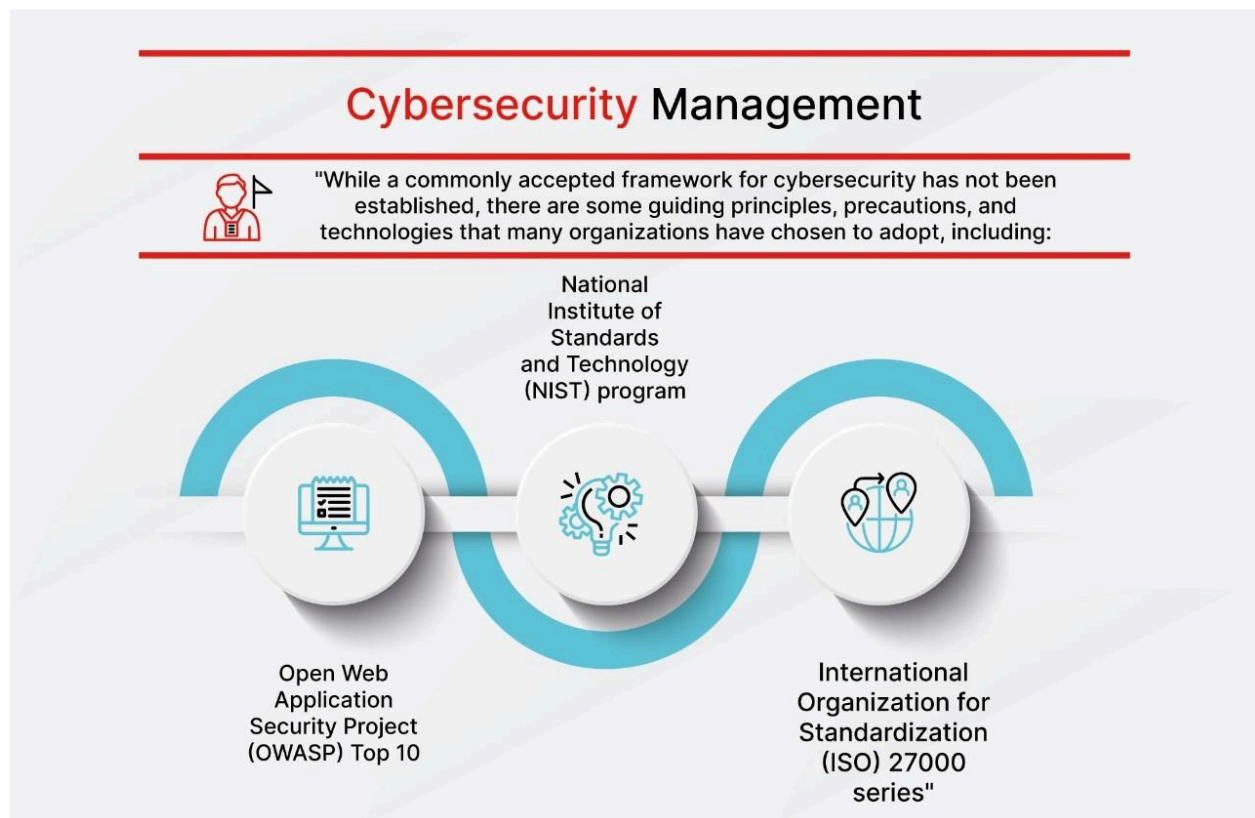 Cybersecurity Management
"While a commonly accepted framework for cybersecurity has not been
established, there are some guiding principles, precautions, and
technologies that many organizations have chosen to adopt, including:
Open Web
Application
Security Project
(OWASP) Top 10
National
Institute of
Standards
and Technology
(NIST) program
International
Organization for
Standardization
(ISO) 27000
series"